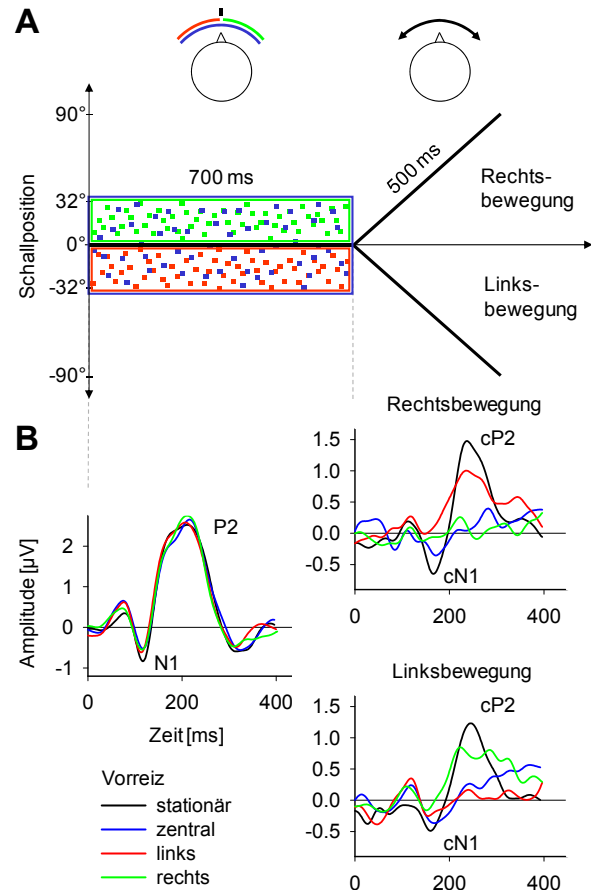 A
90°
700 ms
500 ms
Rechts-
bewegung
32°
0°
-32°
Links-
bewegung
-90°
Schallposition
B
Rechtsbewegung
1.5
1.0
0.5
0.0
-0.5
cP2
cN1
0
200
400
2
1
0
-1
P2
N1
Amplitude [µV]
0
200
400
Zeit [ms]
Linksbewegung
1.5
1.0
0.5
0.0
-0.5
cP2
cN1
0
200
400
Vorreiz
stationär
zentral
links
rechts